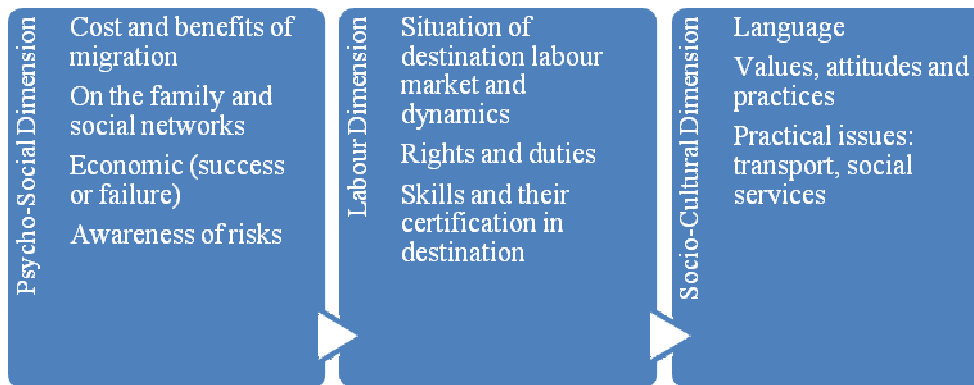 Psycho-Social Dimension
Cost and benefits of
migration
On the family and
social networks
Economic (success
or failure)
Awareness of risks
Labour Dimension
Situation of
destination labour
market and
dynamics
Rights and duties
Skills and their
certification in
destination
Socio-Cultural Dimension
Language
Values, attitudes and
practices
Practical issues:
transport, social
services